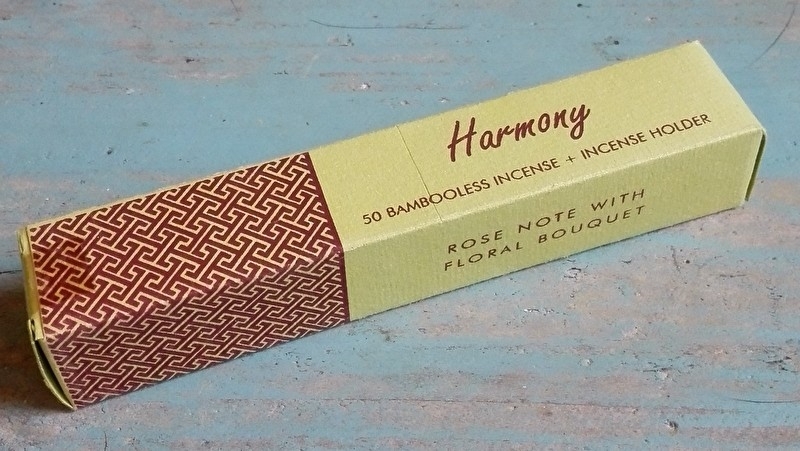 Harmony
50 BAMBOOLESS INCENSE + INCENSE HOLDER
ROSE NOTE WITH
FLORAL BOUQUET